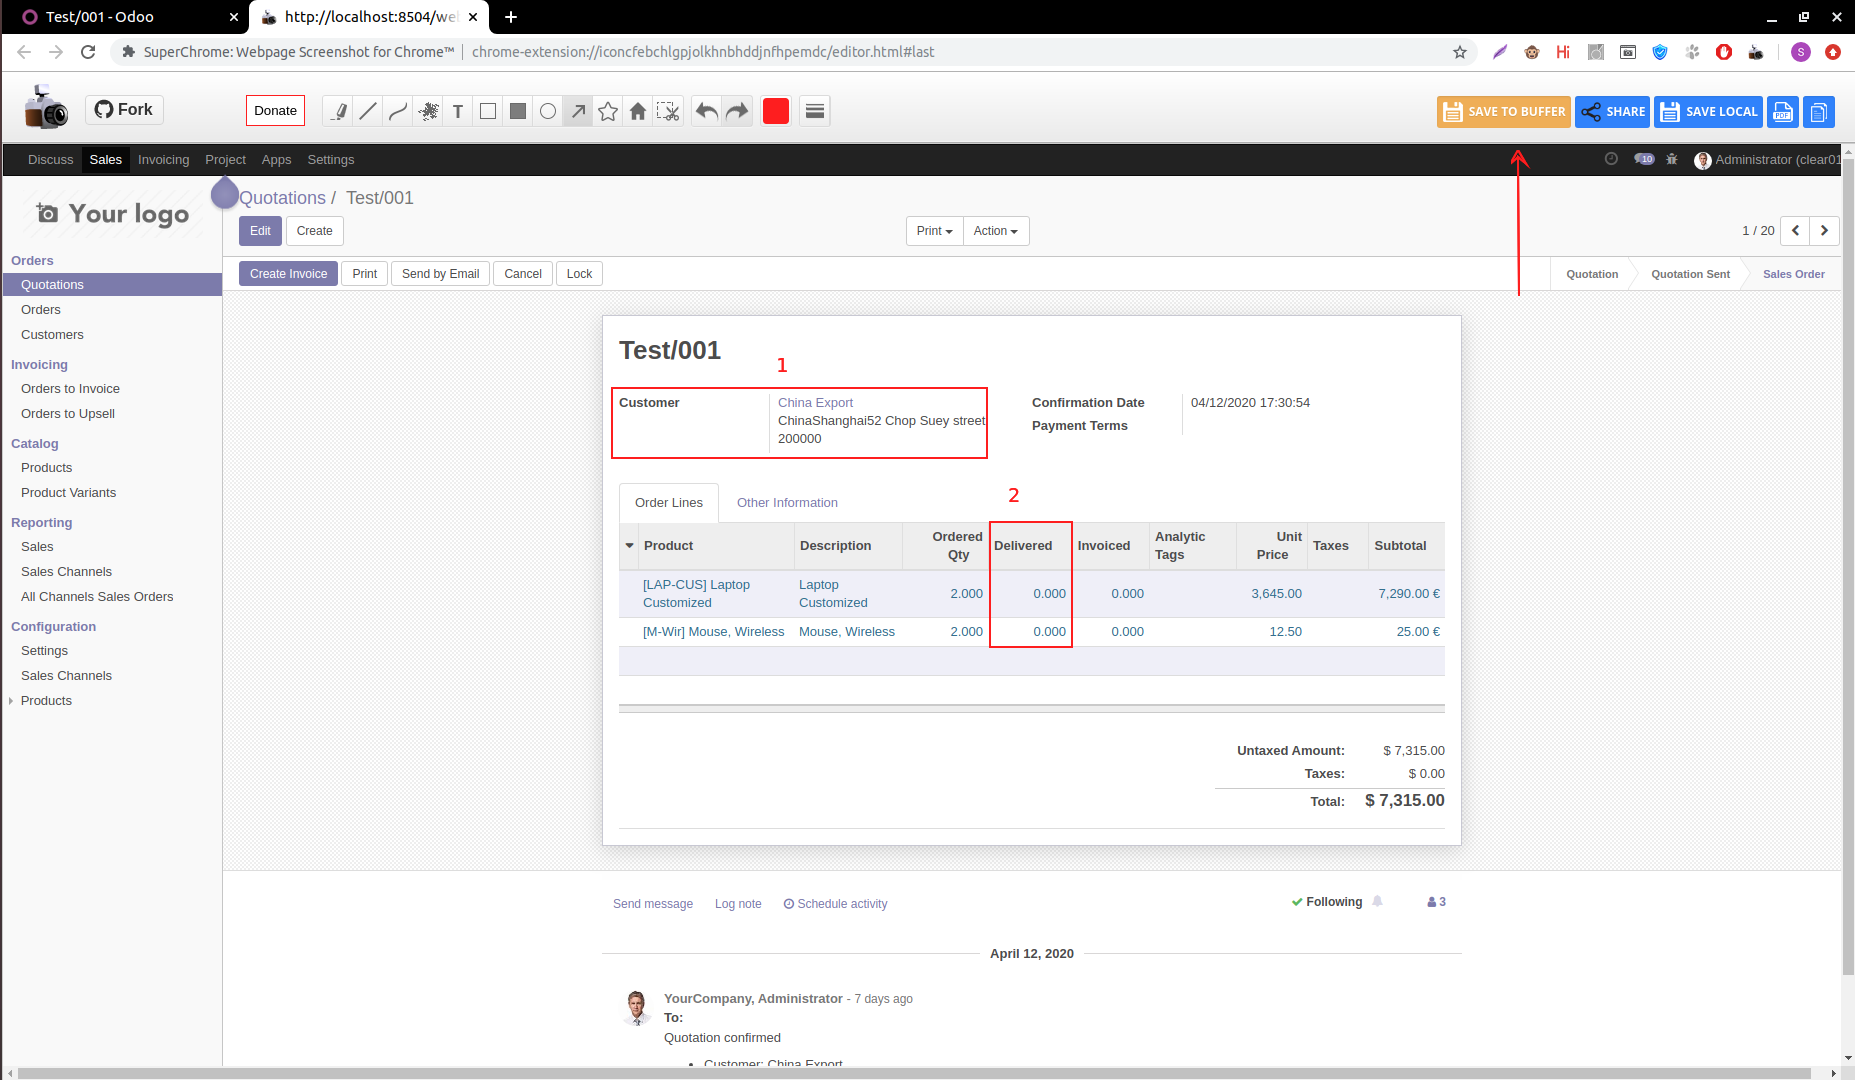 Test/001 - Odoo
http://localhost:8504/we
SuperChrome: Webpage Screenshot for Chrome™
chrome-extension://iconcfebchlgpjolkhnbhddjnfhpemdc/editor.html#last
Hi
S
Fork
Donate
T
SAVE TO BUFFER
SHARE
SAVE LOCAL
PDF
Discuss
Sales
Invoicing
Project
Apps
Settings
10
Administrator (clear01
Your logo
Quotations / Test/001
Edit
Create
Print
Action
1 / 20
Create Invoice
Print
Send by Email
Cancel
Lock
Quotation
Quotation Sent
Sales Order
Orders
Quotations
Orders
Customers
Invoicing
Orders to Invoice
Orders to Upsell
Catalog
Products
Product Variants
Reporting
Sales
Sales Channels
All Channels Sales Orders
Configuration
Settings
Sales Channels
Products
Test/001
1
Customer
China Export
ChinaShanghai52 Chop Suey street
200000
Confirmation Date
04/12/2020 17:30:54
Payment Terms
Order Lines
Other Information
2
Product
Description
Ordered
Qty
Delivered
Invoiced
Analytic
Tags
Unit
Price
Taxes
Subtotal
[LAP-CUS] Laptop
Customized
Laptop
Customized
2.000
0.000
0.000
3,645.00
7,290.00 €
[M-Wir] Mouse, Wireless
Mouse, Wireless
2.000
0.000
0.000
12.50
25.00 €
Untaxed Amount:
$ 7,315.00
Taxes:
$ 0.00
Total:
$ 7,315.00
Send message
Log note
Schedule activity
Following
3
April 12, 2020
YourCompany, Administrator - 7 days ago
To:
Quotation confirmed
• Customer: China Export